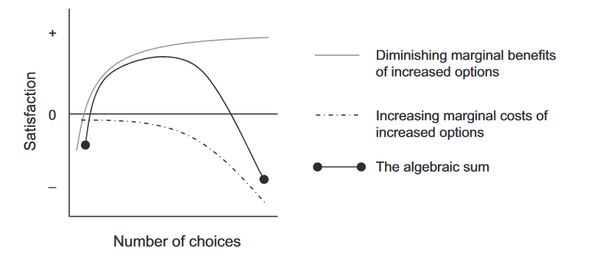 +
0
–
Satisfaction
Number of choices
Diminishing marginal benefits
of increased options
Increasing marginal costs of
increased options
The algebraic sum